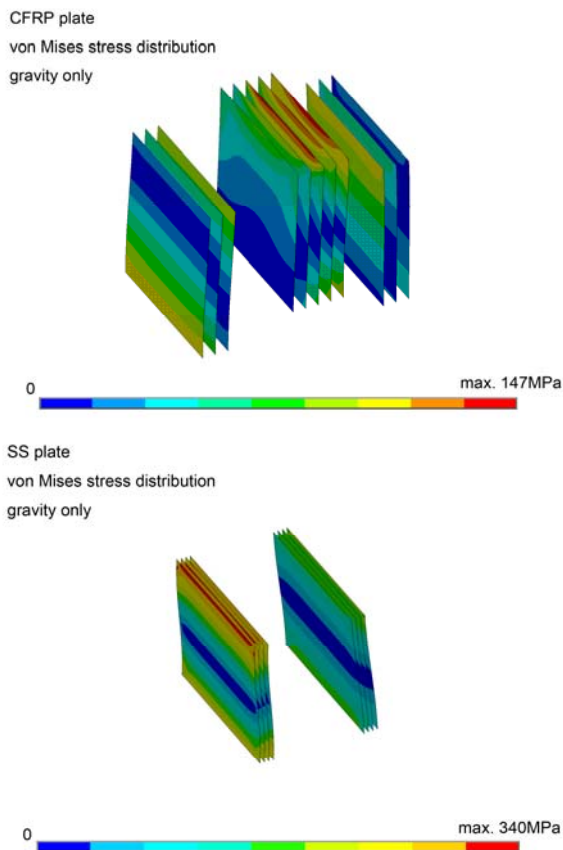 CFRP plate
von Mises stress distribution
gravity only
0
max. 147MPa
SS plate
von Mises stress distribution
gravity only
0
max. 340MPa